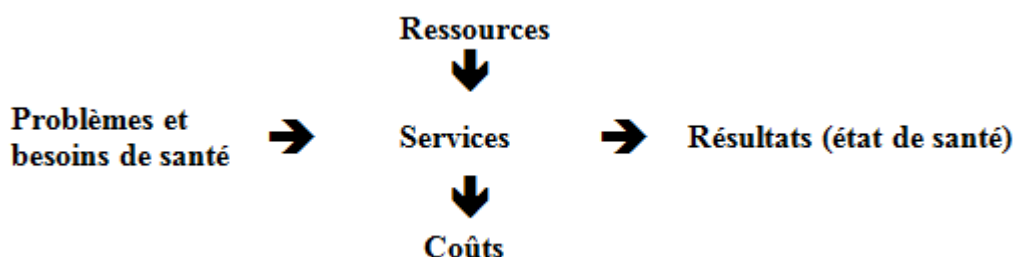 Ressources
Problèmes et
besoins de santé
Services
Résultats (état de santé)
Coûts